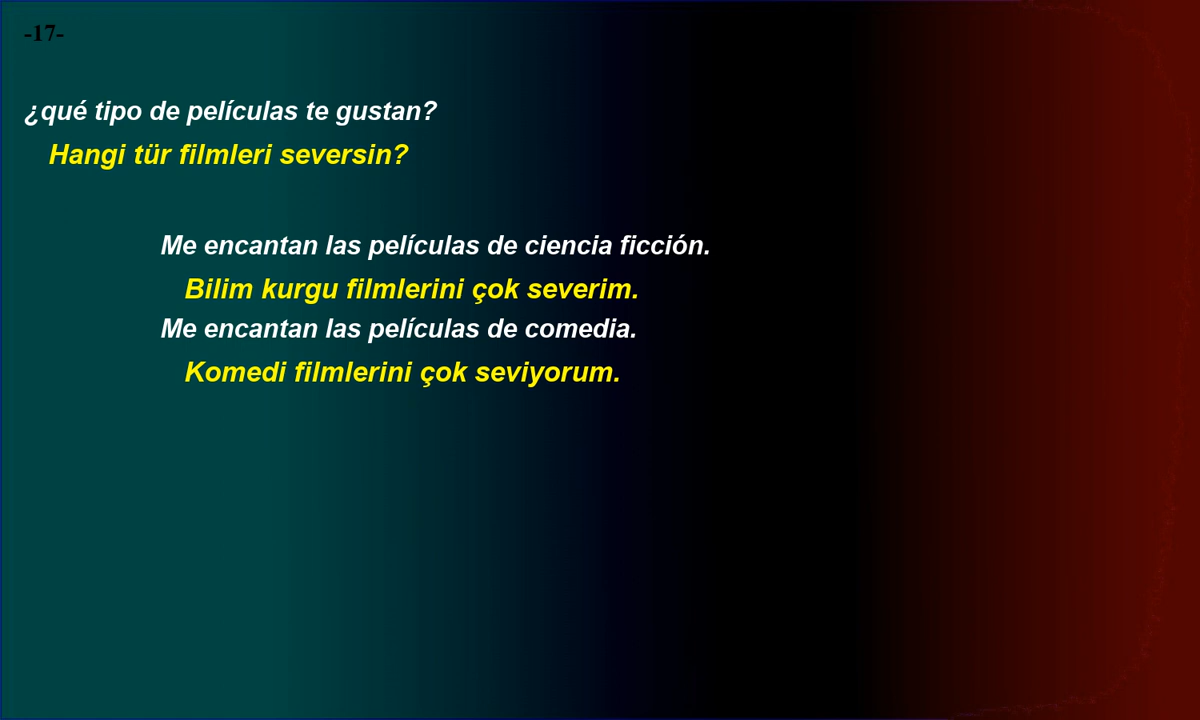 -17-
¿qué tipo de películas te gustan?
Hangi tür filmleri seversin?
Me encantan las películas de ciencia ficción.
Bilim kurgu filmlerini çok severim.
Me encantan las películas de comedia.
Komedi filmlerini çok seviyorum.